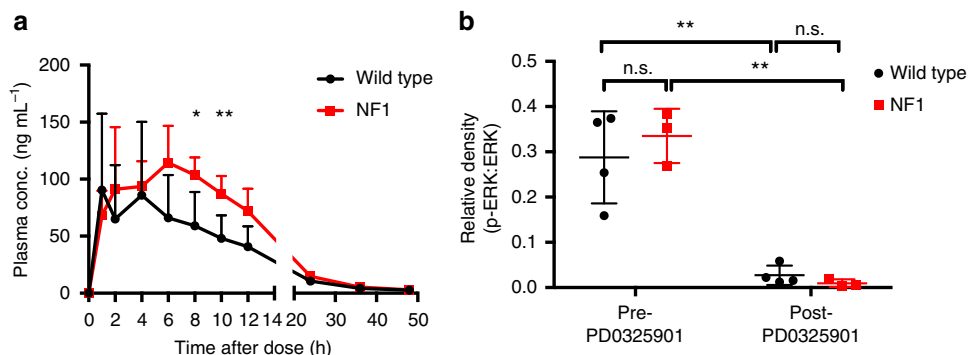 a
Plasma conc. (ng mL⁻¹)
200
150
100
50
0
* **
Wild type
NF1
0 2 4 6 8 10 12 14 20 30 40 50
Time after dose (h)
b
Relative density
(p-ERK:ERK)
0.5
0.4
0.3
0.2
0.1
0.0
** n.s.
n.s. **
Wild type
NF1
Pre-
PD0325901
Post-
PD0325901